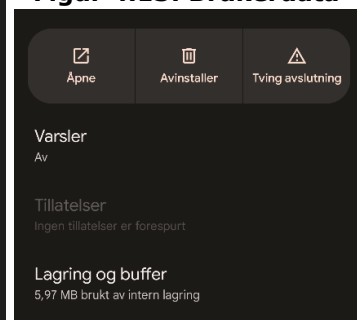 Åpne Avinstaller Tving avslutning
Varsler
Av
Tillatelser
Ingen tillatelser er forespurt
Lagring og buffer
5,97 MB brukt av intern lagring